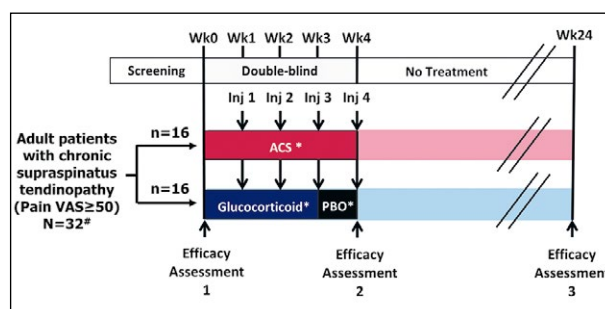 Wk0 Wk1 Wk2 Wk3 Wk4 Wk24
Screening Double-blind No Treatment
Inj 1 Inj 2 Inj 3 Inj 4
n=16
ACS *
Adult patients
with chronic
supraspinatus
tendinopathy
(Pain VAS≥50)
N=32#
n=16
Glucocorticoid* PBO*
Efficacy
Assessment
1
Efficacy
Assessment
2
Efficacy
Assessment
3